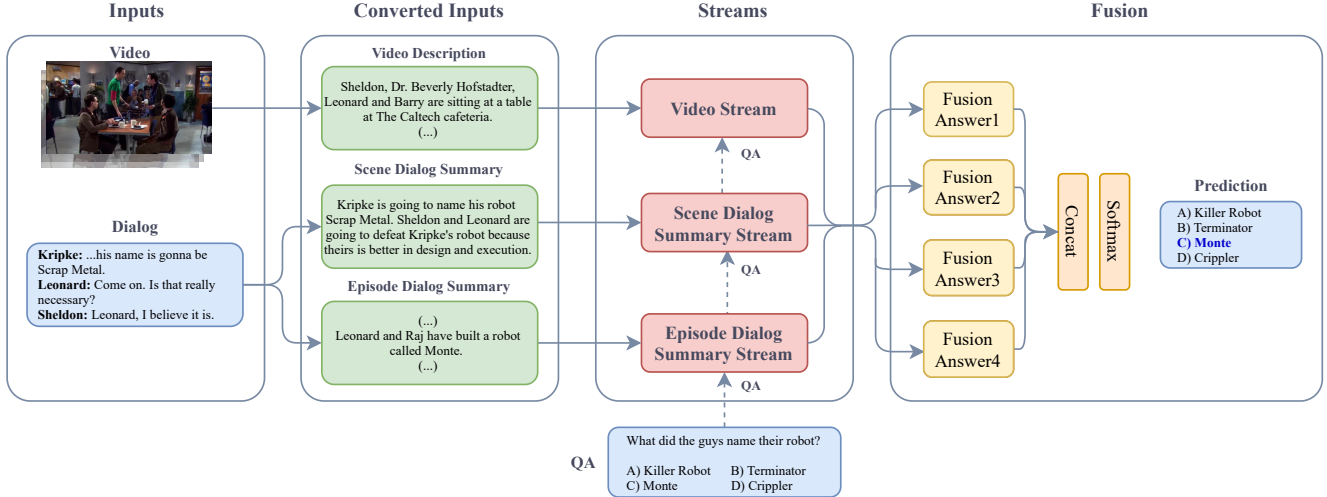 Inputs
Converted Inputs
Streams
Fusion
Video
Dialog
Kripke: ...his name is gonna be
Scrap Metal.
Leonard: Come on. Is that really
necessary?
Sheldon: Leonard, I believe it is.
Video Description
Sheldon, Dr. Beverly Hofstadter,
Leonard and Barry are sitting at a table
at The Caltech cafeteria.
(...)
Scene Dialog Summary
Kripke is going to name his robot
Scrap Metal. Sheldon and Leonard are
going to defeat Kripke's robot because
theirs is better in design and execution.
Episode Dialog Summary
(...)
Leonard and Raj have built a robot
called Monte.
(...)
Video Stream
QA
Scene Dialog
Summary Stream
QA
Episode Dialog
Summary Stream
QA
QA
What did the guys name their robot?
A) Killer Robot B) Terminator
C) Monte D) Crippler
Fusion
Answer1
Fusion
Answer2
Fusion
Answer3
Fusion
Answer4
Concat
Softmax
Prediction
A) Killer Robot
B) Terminator
C) Monte
D) Crippler